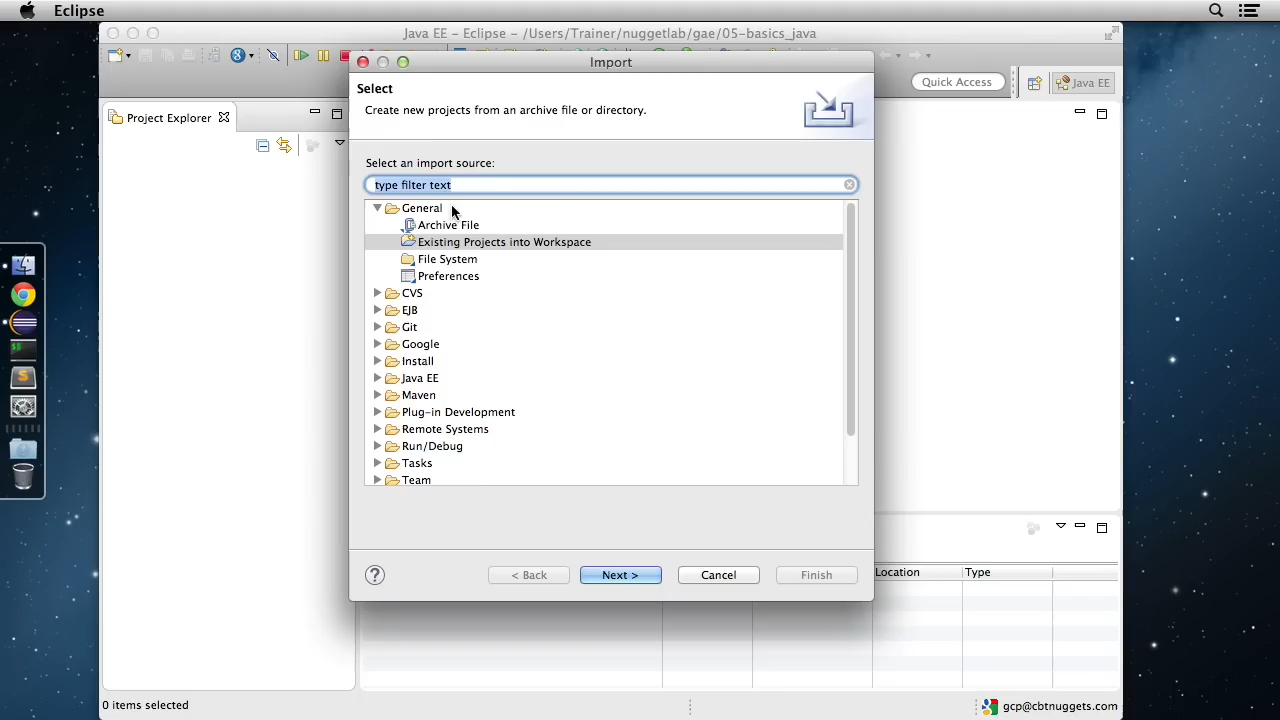 Eclipse
Java EE – Eclipse – /Users/Trainer/nuggetlab/gae/05-basics_java
Import
Quick Access
Java EE
Project Explorer
Select
Create new projects from an archive file or directory.
Select an import source:
type filter text
General
Archive File
Existing Projects into Workspace
File System
Preferences
CVS
EJB
Git
Google
Install
Java EE
Maven
Plug-in Development
Remote Systems
Run/Debug
Tasks
Team
?
< Back
Next >
Cancel
Finish
Location
Type
0 items selected
gcp@cbtnuggets.com